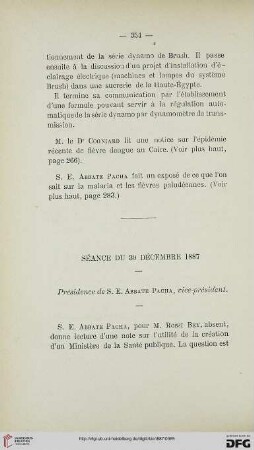 — 351 —
tionnement de la série dynamo de Brush. Il passe
ensuite à la discussion d'un projet d'installation d'é-
clairage électrique (machines et lampes du système
Brush) dans une sucrerie de la Haute-Égypte.
Il termine sa communication par l'établissement
d'une formule pouvant servir à la régulation auto-
matique de la série dynamo par dynamomètre de trans-
mission.
M. le Dr COGNIARD lit une notice sur l'épidémie
récente de fièvre dengue au Caire. (Voir plus haut,
page 266).
S. E. ABBATE PACHA fait un exposé de ce que l'on
sait sur la malaria et les fièvres paludéennes. (Voir
plus haut, page 282.)
SÉANCE DU 30 DÉCEMBRE 1887
Présidence de S. E. ABBATE PACHA, vice-président.
S. E. ABBATE PACHA, pour M. ROSSI BEY, absent,
donne lecture d'une note sur l'utilité de la création
d'un Ministère de la Santé publique. La question est
DFG